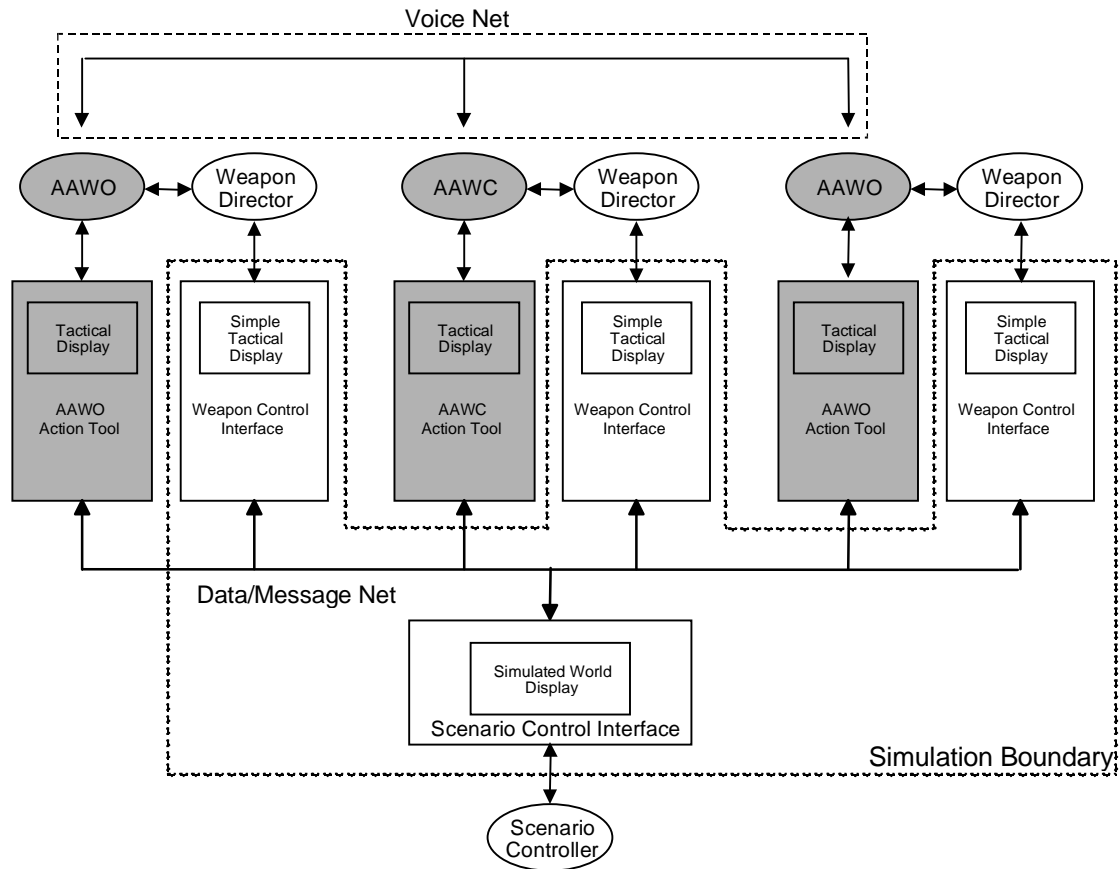 Voice Net
AAWO
Weapon
Director
AAWC
Weapon
Director
AAWO
Weapon
Director
Tactical
Display
AAWO
Action Tool
Simple
Tactical
Display
Weapon Control
Interface
Tactical
Display
AAWC
Action Tool
Simple
Tactical
Display
Weapon Control
Interface
Tactical
Display
AAWO
Action Tool
Simple
Tactical
Display
Weapon Control
Interface
Data/Message Net
Simulated World
Display
Scenario Control Interface
Simulation Boundary
Scenario
Controller